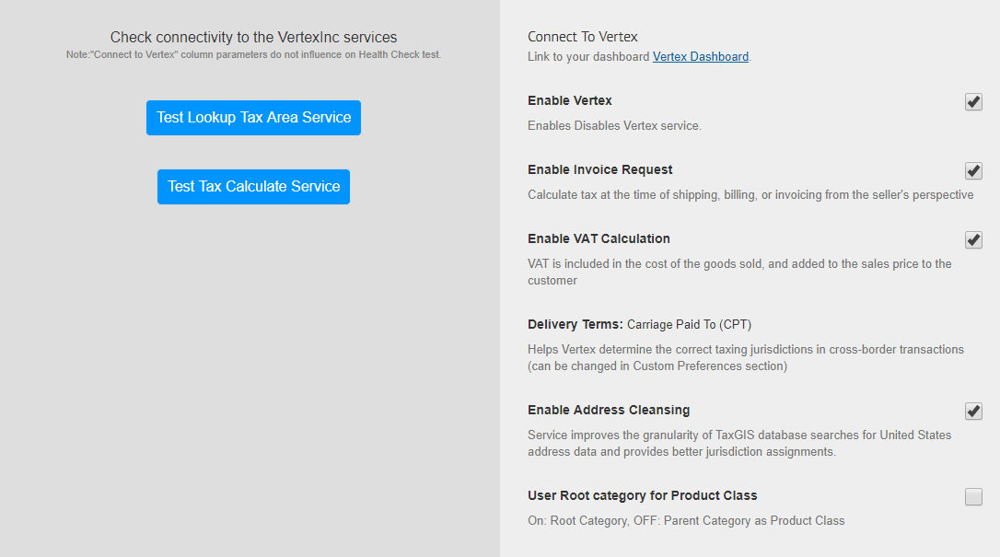 Check connectivity to the VertexInc services
Note:"Connect to Vertex" column parameters do not influence on Health Check test.
Test Lookup Tax Area Service
Test Tax Calculate Service
Connect To Vertex
Link to your dashboard Vertex Dashboard.
Enable Vertex
Enables Disables Vertex service.
Enable Invoice Request
Calculate tax at the time of shipping, billing, or invoicing from the seller's perspective
Enable VAT Calculation
VAT is included in the cost of the goods sold, and added to the sales price to the
customer
Delivery Terms: Carriage Paid To (CPT)
Helps Vertex determine the correct taxing jurisdictions in cross-border transactions
(can be changed in Custom Preferences section)
Enable Address Cleansing
Service improves the granularity of TaxGIS database searches for United States
address data and provides better jurisdiction assignments.
User Root category for Product Class
On: Root Category, OFF: Parent Category as Product Class